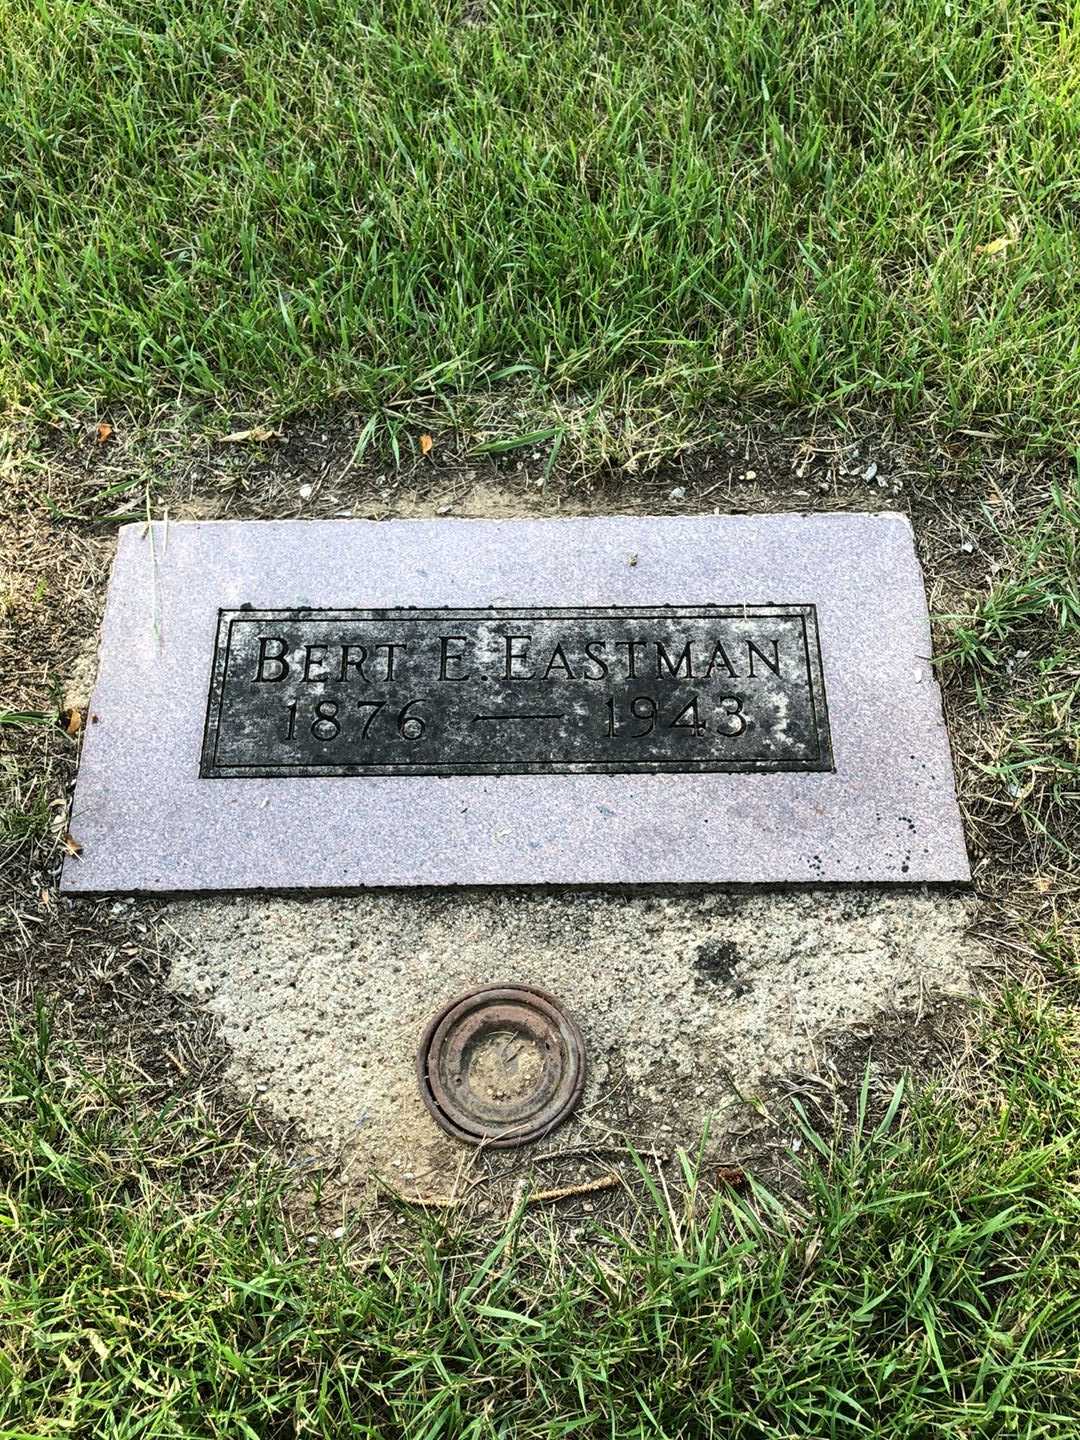 BERT E. EASTMAN
1876 — 1943